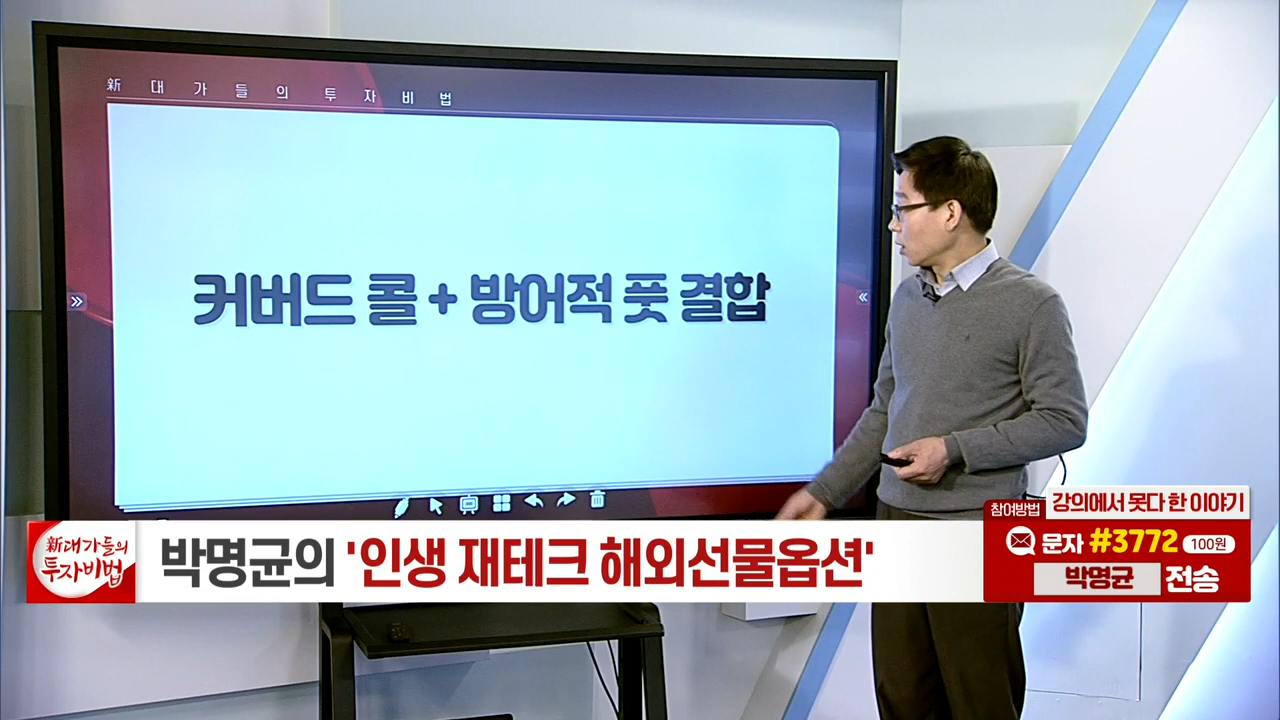 新 대 가 들 의 투 자 비 법
커버드 콜 + 방어적 풋 결합
참여방법 강의에서 못다 한 이야기
문자 #3772 100원
박명균 전송
新대가들의
투자비법
박명균의 '인생 재테크 해외선물옵션'